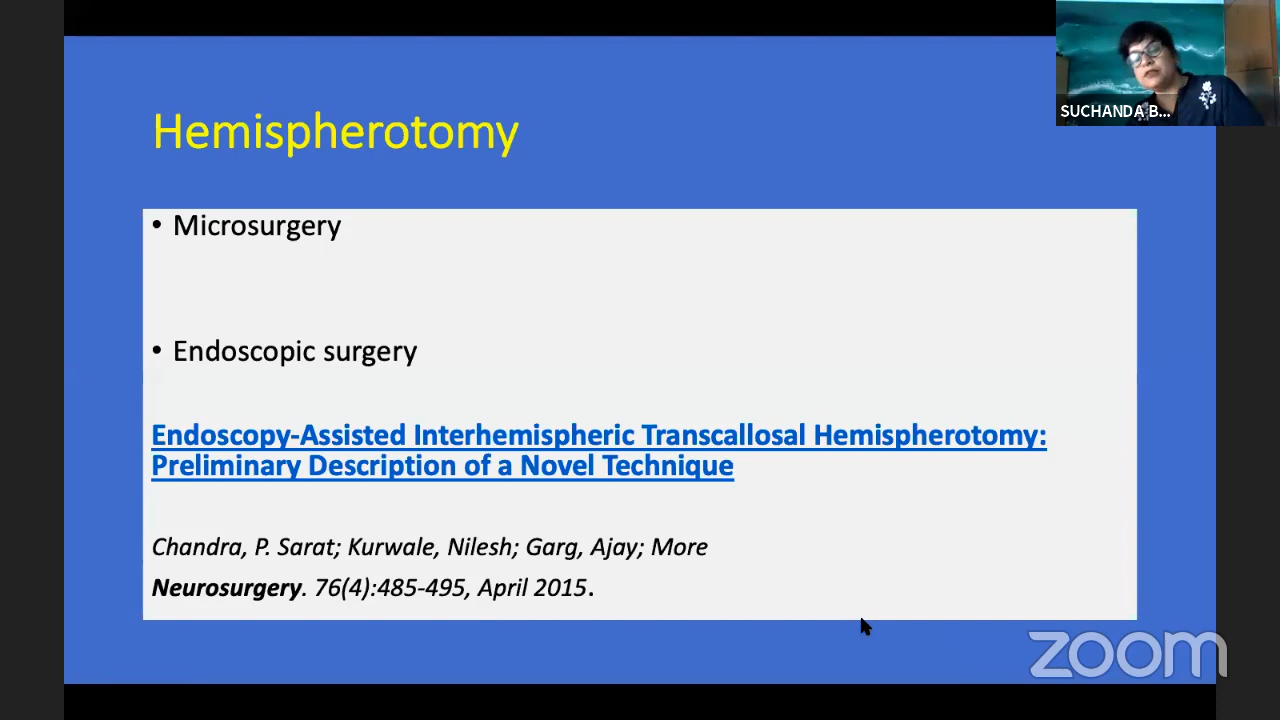 SUCHANDA B...
Hemispherotomy
• Microsurgery
• Endoscopic surgery
Endoscopy-Assisted Interhemispheric Transcallosal Hemispherotomy:
Preliminary Description of a Novel Technique
Chandra, P. Sarat; Kurwale, Nilesh; Garg, Ajay; More
Neurosurgery. 76(4):485-495, April 2015.
zoom